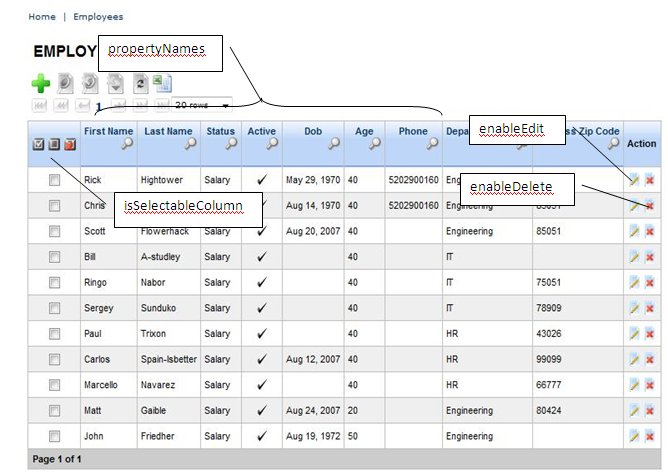 Home | Employees
EMPLOY
propertyNames
1
20 rows
First Name Last Name Status Active Dob Age Phone Depa s Zip Code Action
enableEdit
Rick Hightower Salary May 29, 1970 40 5202900160 Eng
enableDelete
Chris Salary Aug 14, 1970 40 5202900160 Engineering 85051
isSelectableColumn
Scott Flowerhack Salary Aug 20, 2007 40 Engineering 85051
Bill A-studley Salary 40 IT
Ringo Nabor Salary 40 IT 75051
Sergey Sunduko Salary 40 IT 78909
Paul Trixon Salary 40 HR 43026
Carlos Spain-Isbetter Salary Aug 12, 2007 40 HR 99099
Marcello Navarez Salary 40 HR 66777
Matt Gaible Salary Aug 24, 2007 20 Engineering 80424
John Friedher Salary Aug 19, 1972 50 Engineering
Page 1 of 1